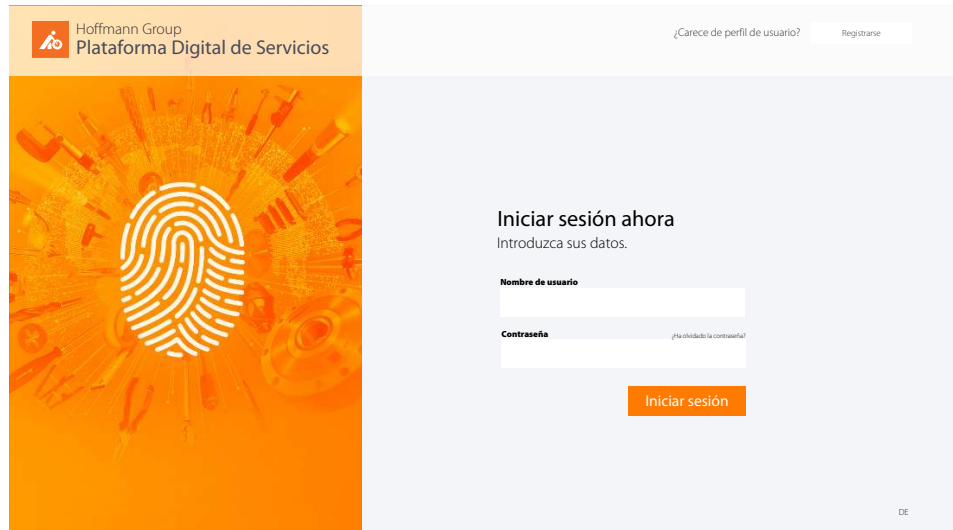 Hoffmann Group
Plataforma Digital de Servicios
¿Carece de perfil de usuario?
Registrarse
Iniciar sesión ahora
Introduzca sus datos.
Nombre de usuario
Contraseña
¿Ha olvidado la contraseña?
Iniciar sesión
DE